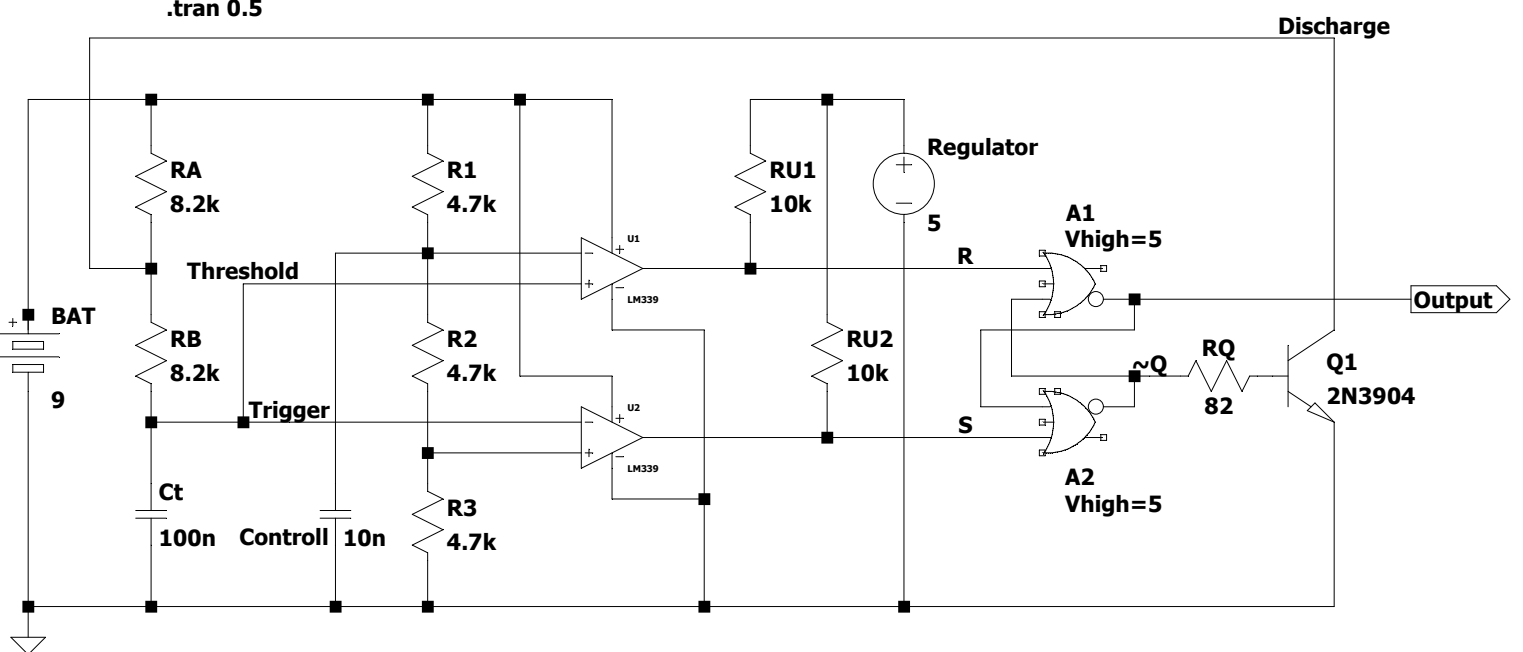 .tran 0.5
Discharge
RA
8.2k
R1
4.7k
RU1
10k
Regulator
5
A1
Vhigh=5
U1
LM339
Threshold
R
Output
BAT
9
RB
8.2k
R2
4.7k
RU2
10k
~Q
RQ
82
Q1
2N3904
Trigger
U2
LM339
S
A2
Vhigh=5
Ct
100n
Controll
10n
R3
4.7k